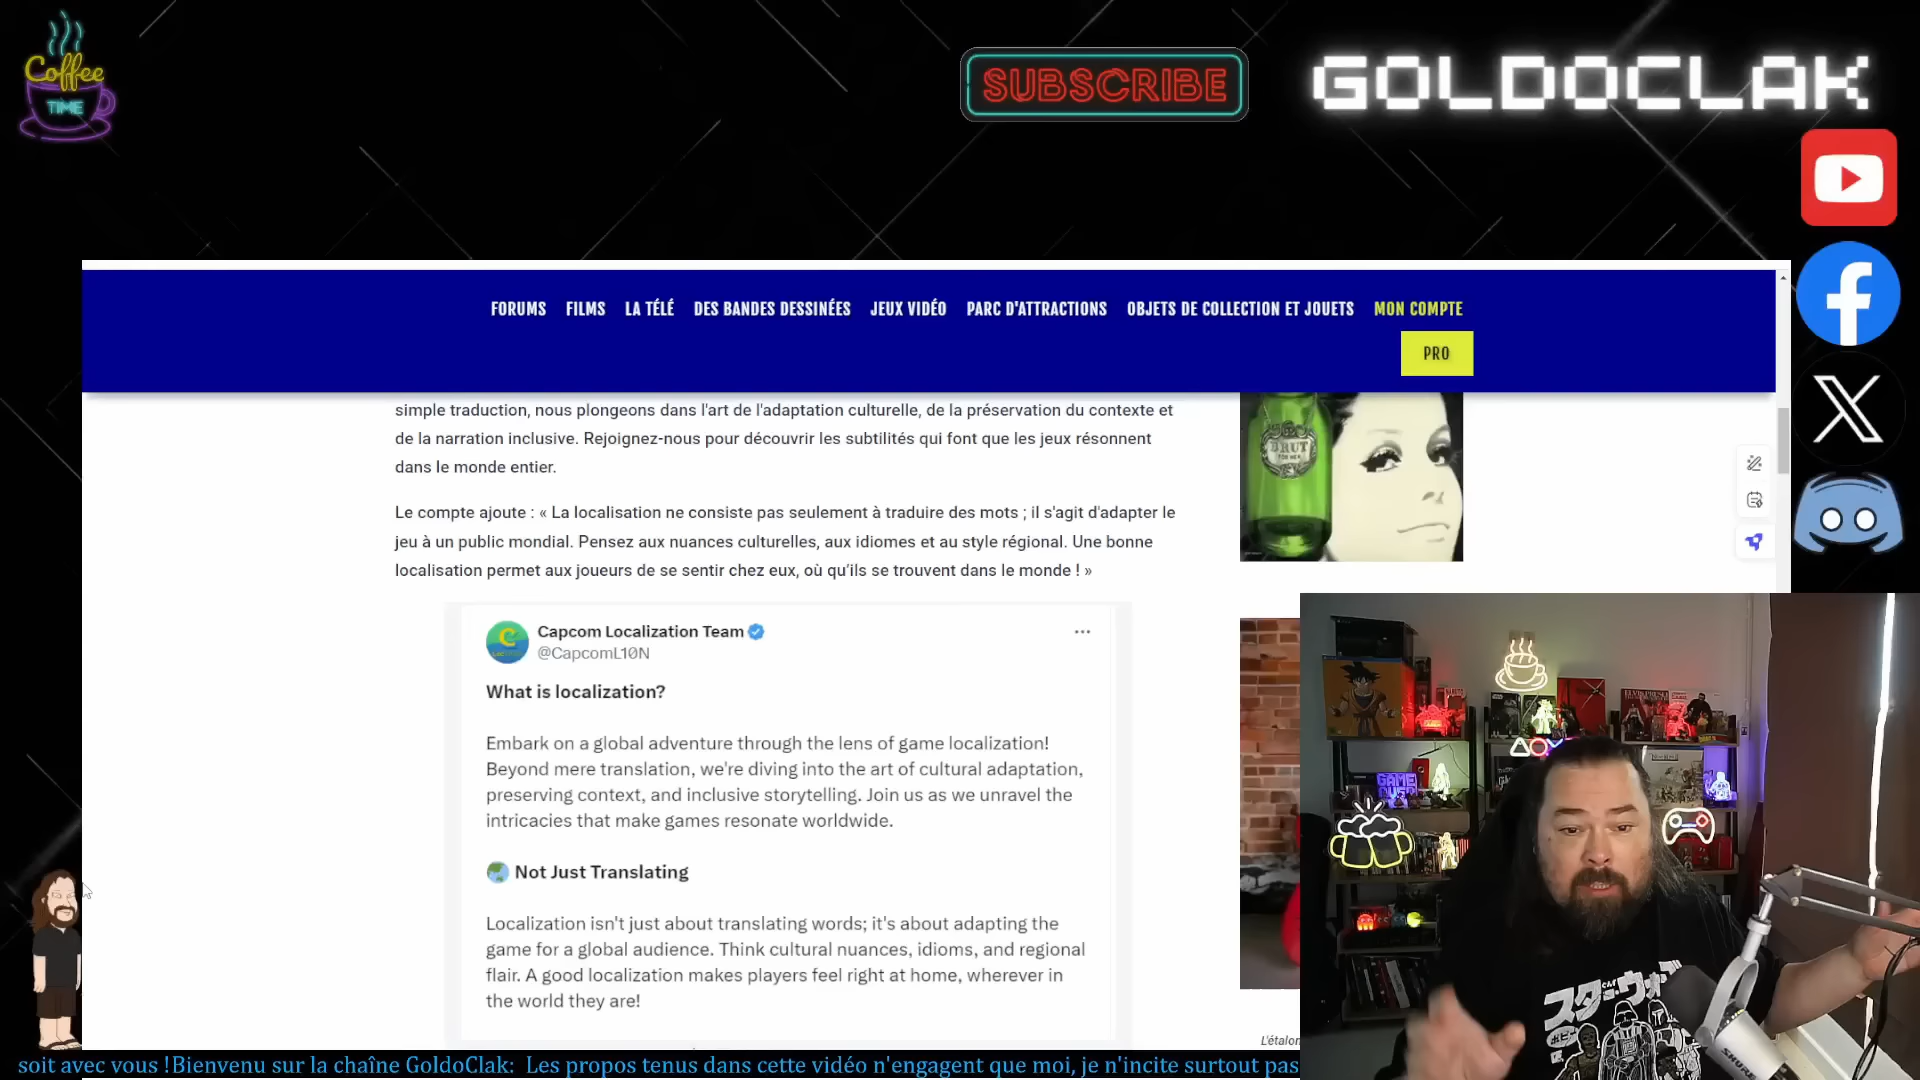 Coffee
TIME
SUBSCRIBE
GOLDOCLAK
FORUMS FILMS LA TÉLÉ DES BANDES DESSINÉES JEUX VIDÉO PARC D'ATTRACTIONS OBJETS DE COLLECTION ET JOUETS MON COMPTE
PRO
simple traduction, nous plongeons dans l'art de l'adaptation culturelle, de la préservation du contexte et
de la narration inclusive. Rejoignez-nous pour découvrir les subtilités qui font que les jeux résonnent
dans le monde entier.
BRUT
Le compte ajoute : « La localisation ne consiste pas seulement à traduire des mots ; il s'agit d'adapter le
jeu à un public mondial. Pensez aux nuances culturelles, aux idiomes et au style régional. Une bonne
localisation permet aux joueurs de se sentir chez eux, où qu'ils se trouvent dans le monde ! »
Capcom Localization Team
@CapcomL10N
What is localization?
Embark on a global adventure through the lens of game localization!
Beyond mere translation, we're diving into the art of cultural adaptation,
preserving context, and inclusive storytelling. Join us as we unravel the
intricacies that make games resonate worldwide.
Not Just Translating
Localization isn't just about translating words; it's about adapting the
game for a global audience. Think cultural nuances, idioms, and regional
flair. A good localization makes players feel right at home, wherever in
the world they are!
L'étalon
GAME
OVER
スター・ウォ
SHURE
soit avec vous !Bienvenu sur la chaîne GoldoClak: Les propos tenus dans cette vidéo n'engagent que moi, je n'incite surtout pas